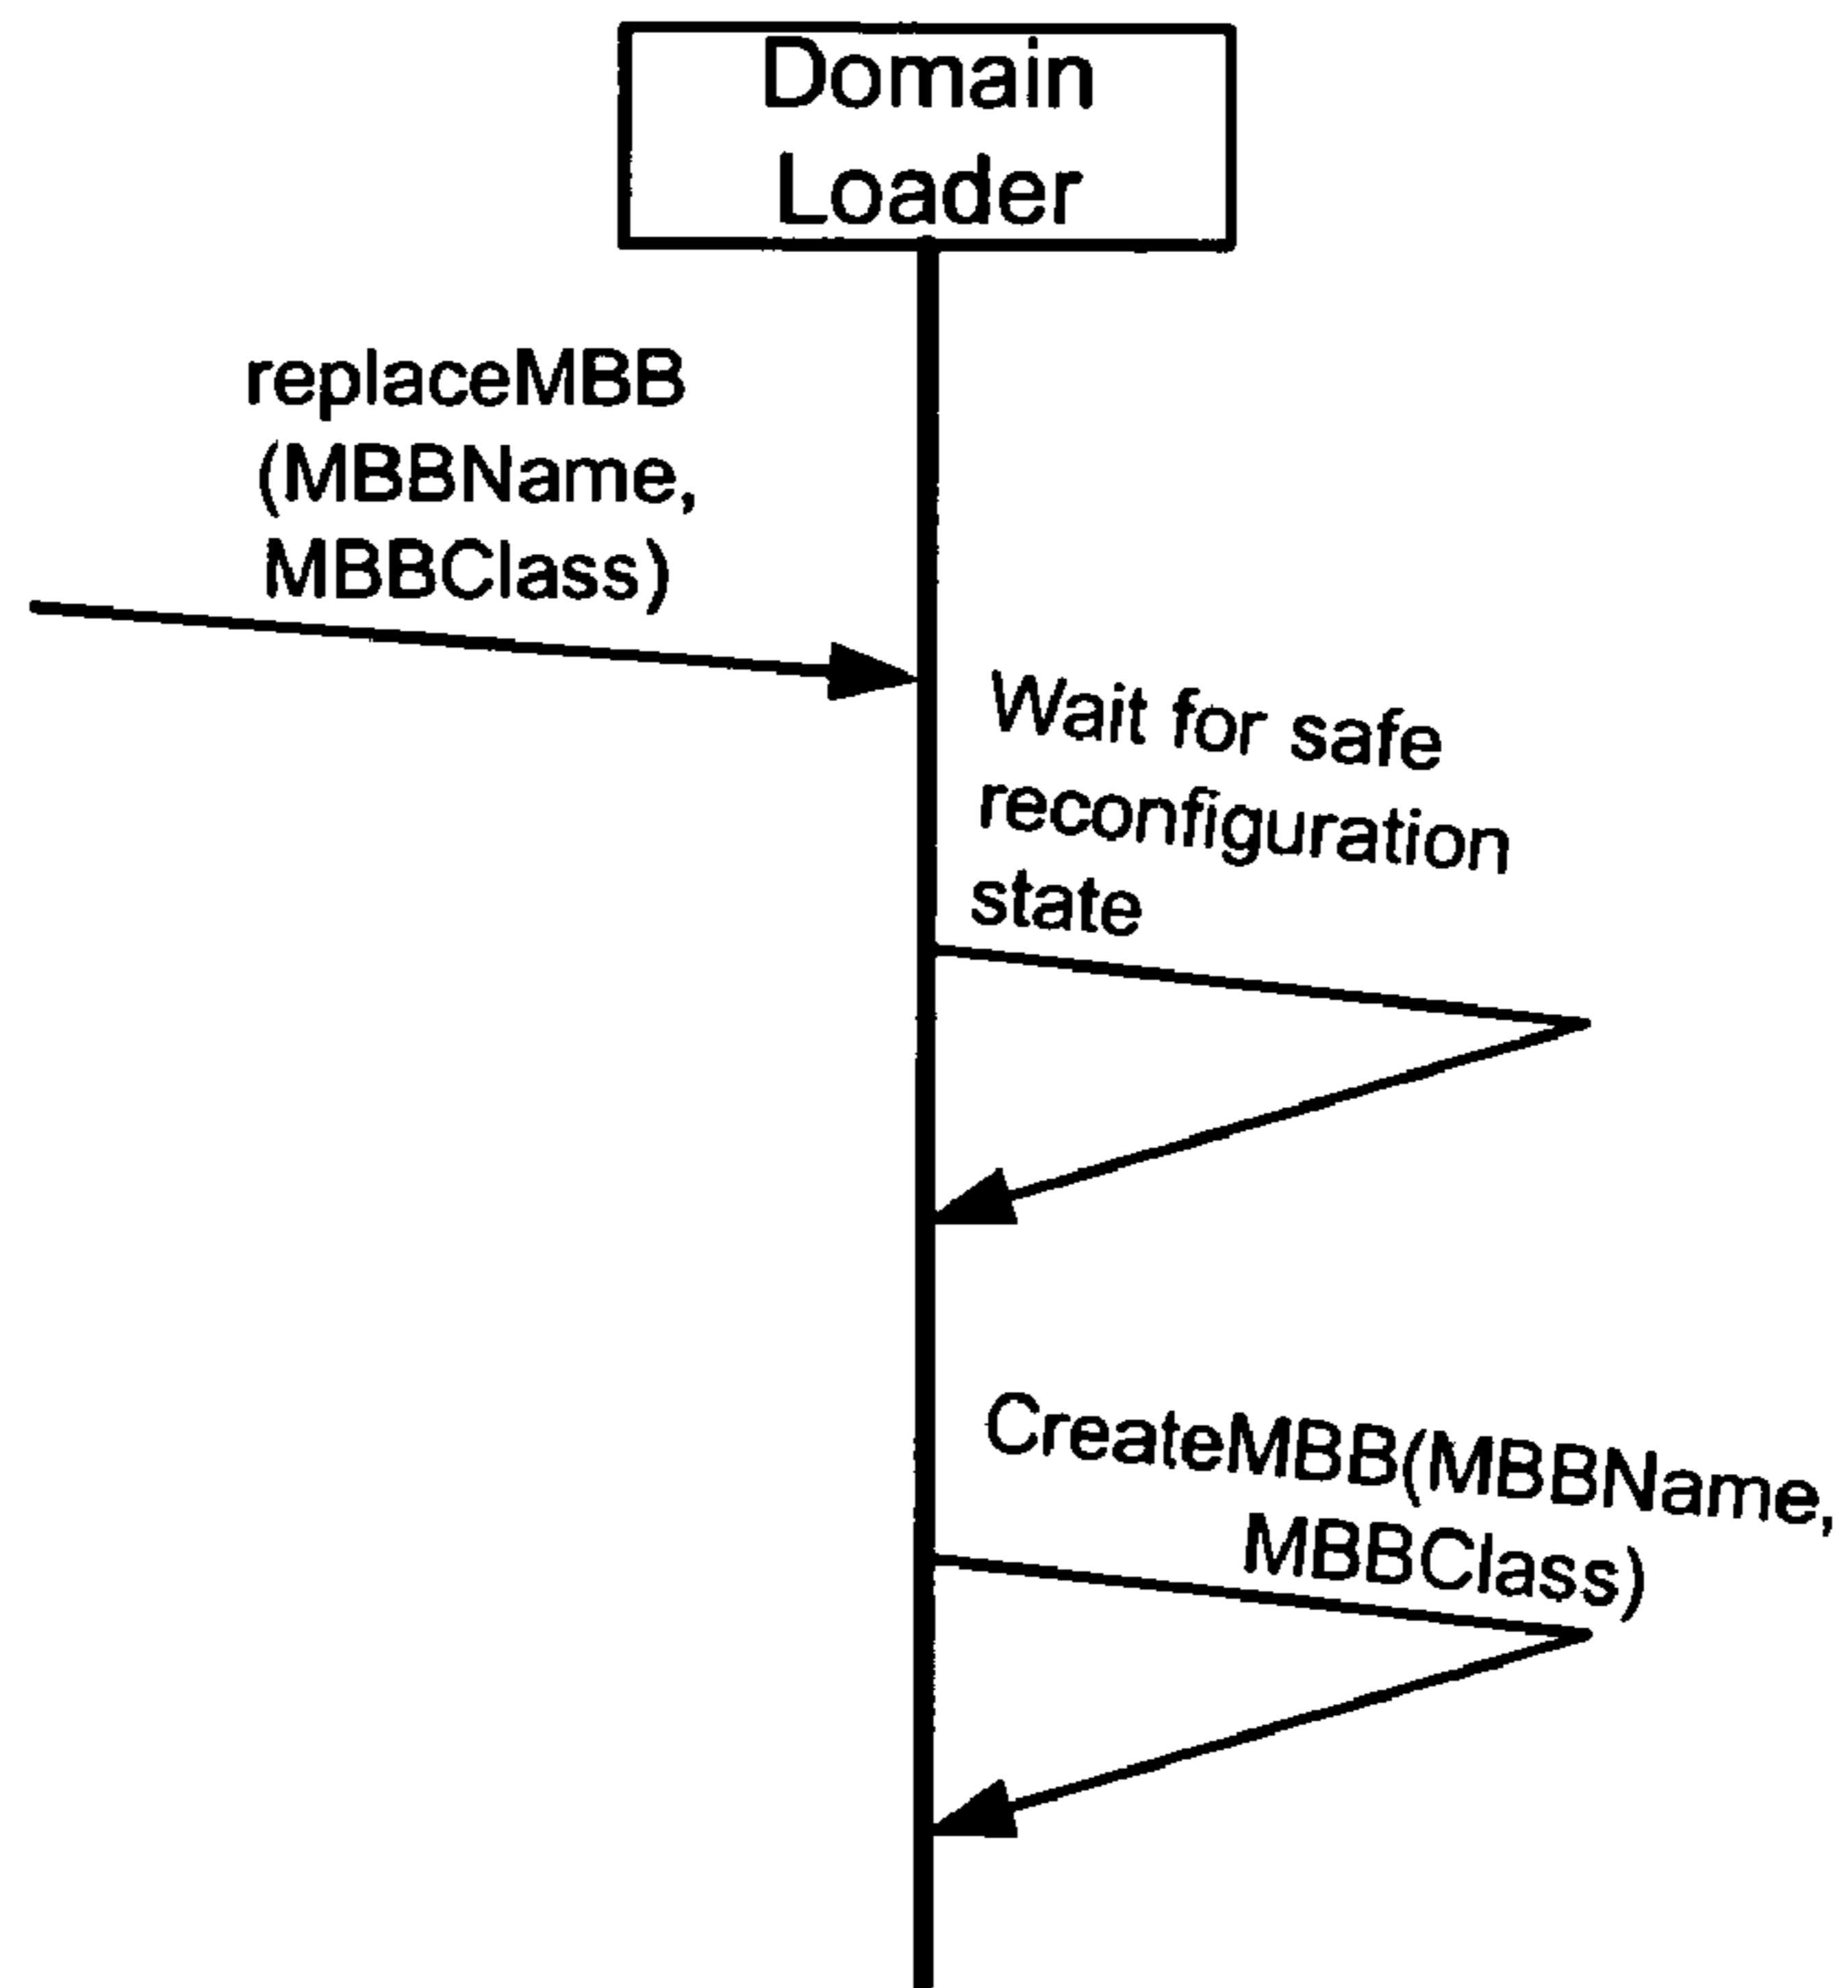 Domain
Loader
replaceMBB
(MBBName,
MBBClass)
Wait for safe
reconfiguration
state
CreateMBB(MBBName,
MBBClass)